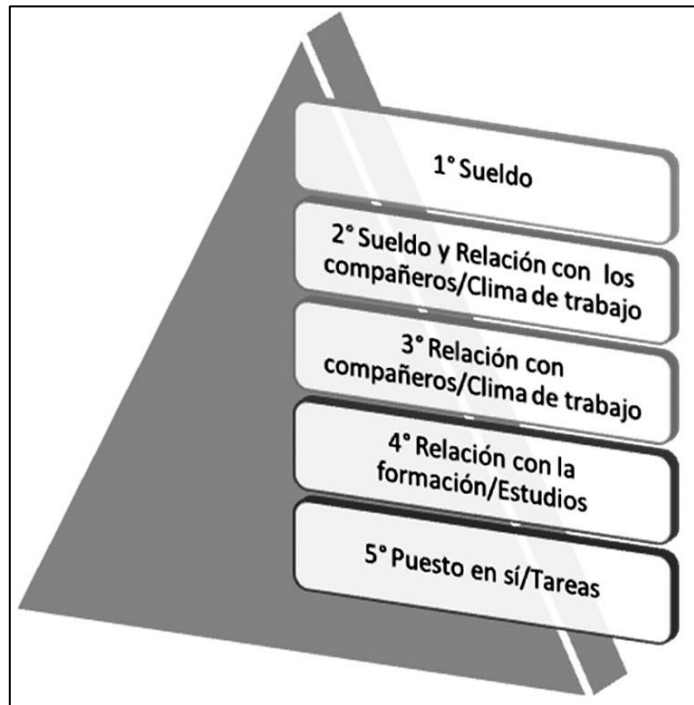 1° Sueldo
2° Sueldo y Relación con los
compañeros/Clima de trabajo
3° Relación con
compañeros/Clima de trabajo
4° Relación con la
formación/Estudios
5° Puesto en sí/Tareas